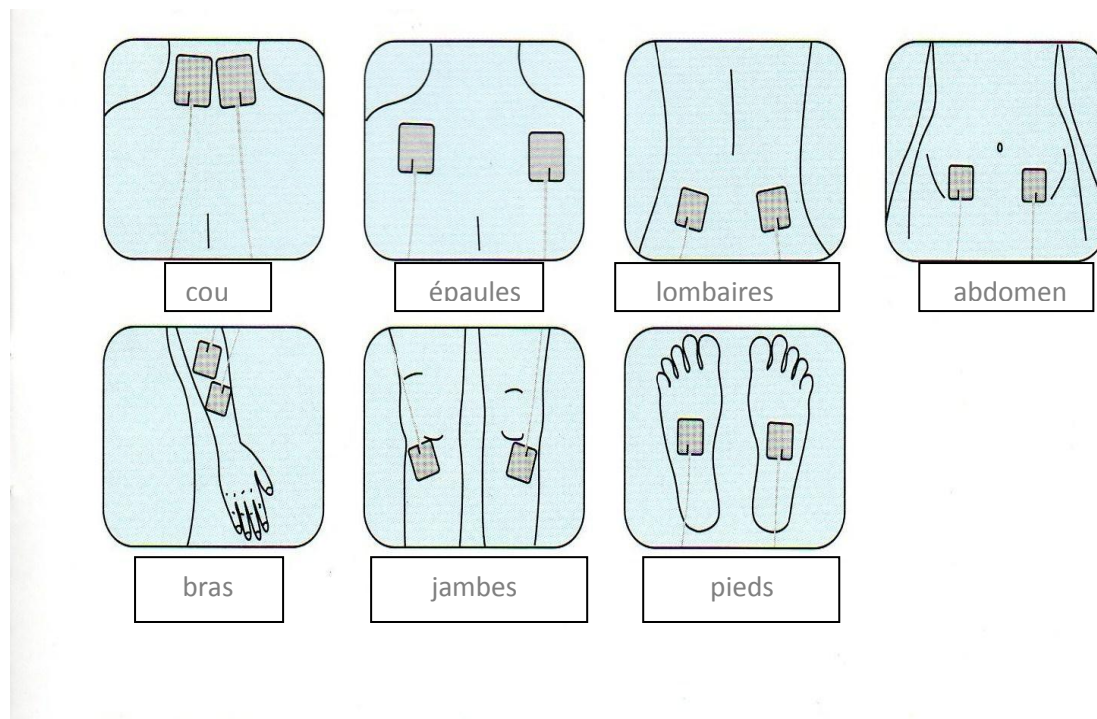 cou
épaules
lombaires
abdomen
bras
jambes
pieds